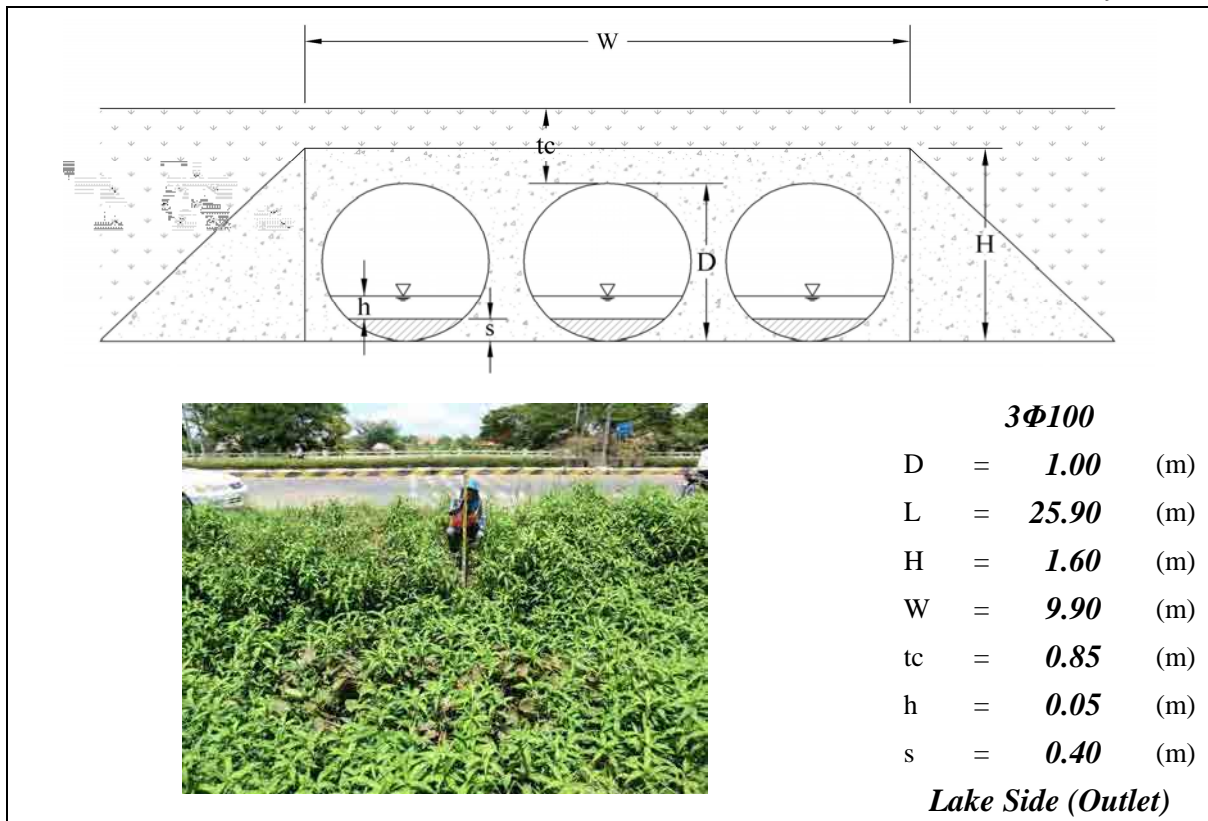 W
tc
H
D
h
s
3Φ100
D = 1.00 (m)
L = 25.90 (m)
H = 1.60 (m)
W = 9.90 (m)
tc = 0.85 (m)
h = 0.05 (m)
s = 0.40 (m)
Lake Side (Outlet)